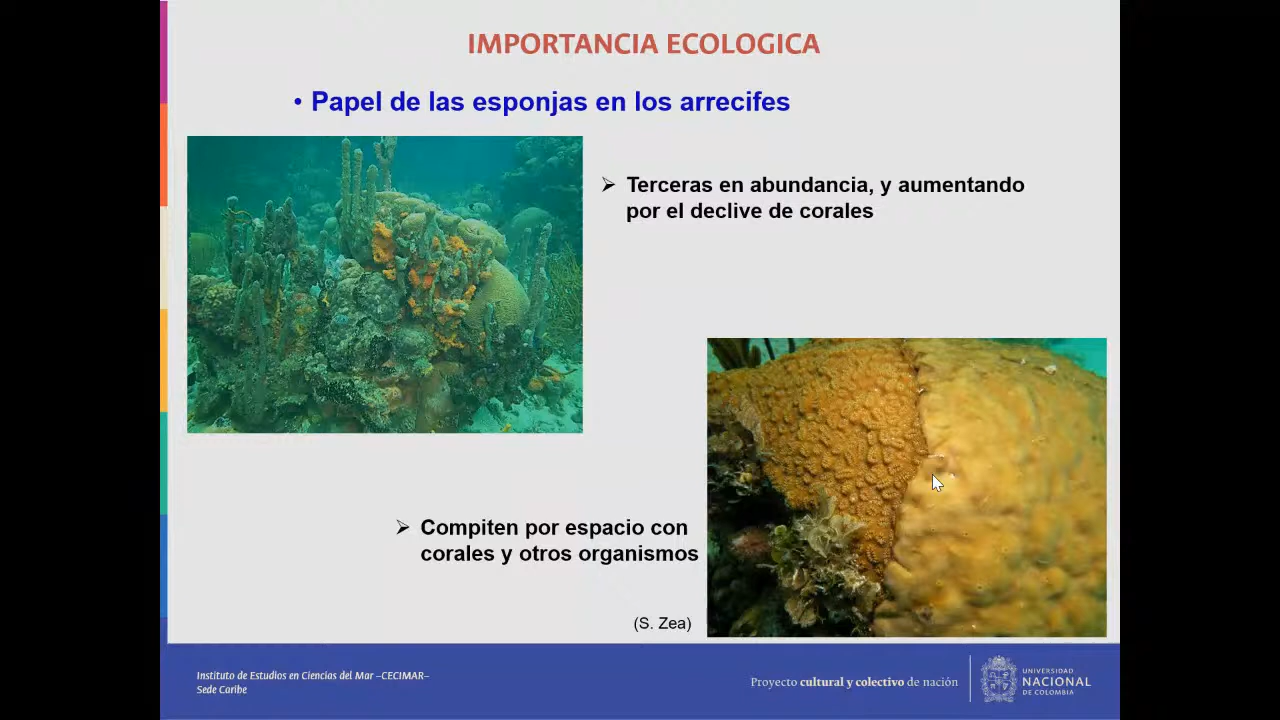 IMPORTANCIA ECOLOGICA
• Papel de las esponjas en los arrecifes
➢ Terceras en abundancia, y aumentando
por el declive de corales
➢ Compiten por espacio con
corales y otros organismos
(S. Zea)
Instituto de Estudios en Ciencias del Mar –CECIMAR–
Sede Caribe
Proyecto cultural y colectivo de nación
UNIVERSIDAD
NACIONAL
DE COLOMBIA